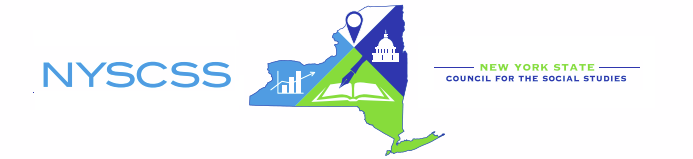 NYSCSS
NEW YORK STATE
COUNCIL FOR THE SOCIAL STUDIES